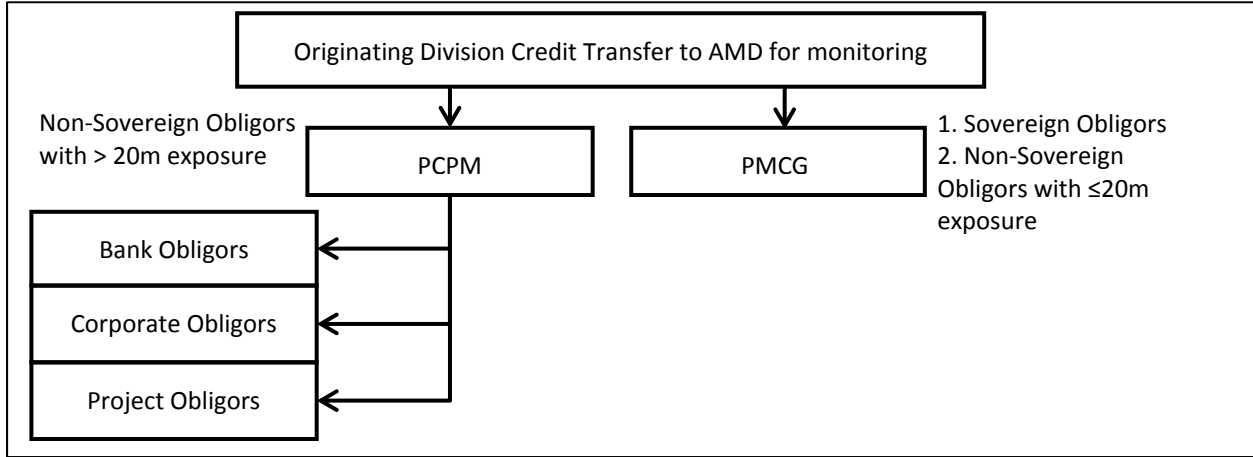 Originating Division Credit Transfer to AMD for monitoring
Non-Sovereign Obligors
with > 20m exposure
PCPM
PMCG
1. Sovereign Obligors
2. Non-Sovereign
Obligors with ≤20m
exposure
Bank Obligors
Corporate Obligors
Project Obligors